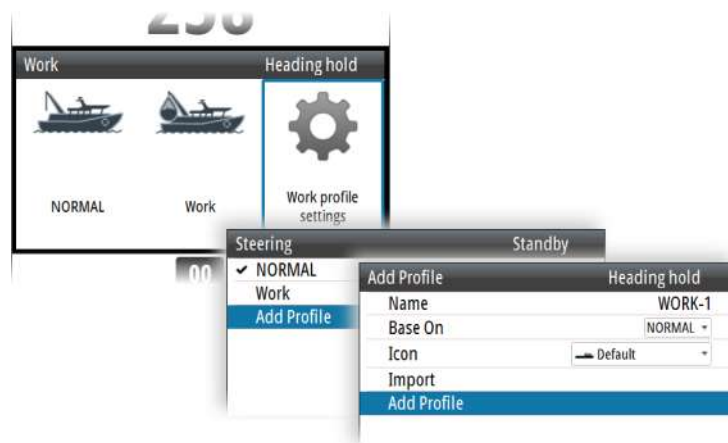 Work Heading hold
NORMAL Work Work profile
settings
00
Steering Standby
NORMAL
Work
Add Profile
Add Profile Heading hold
Name WORK-1
Base On NORMAL
Icon Default
Import
Add Profile